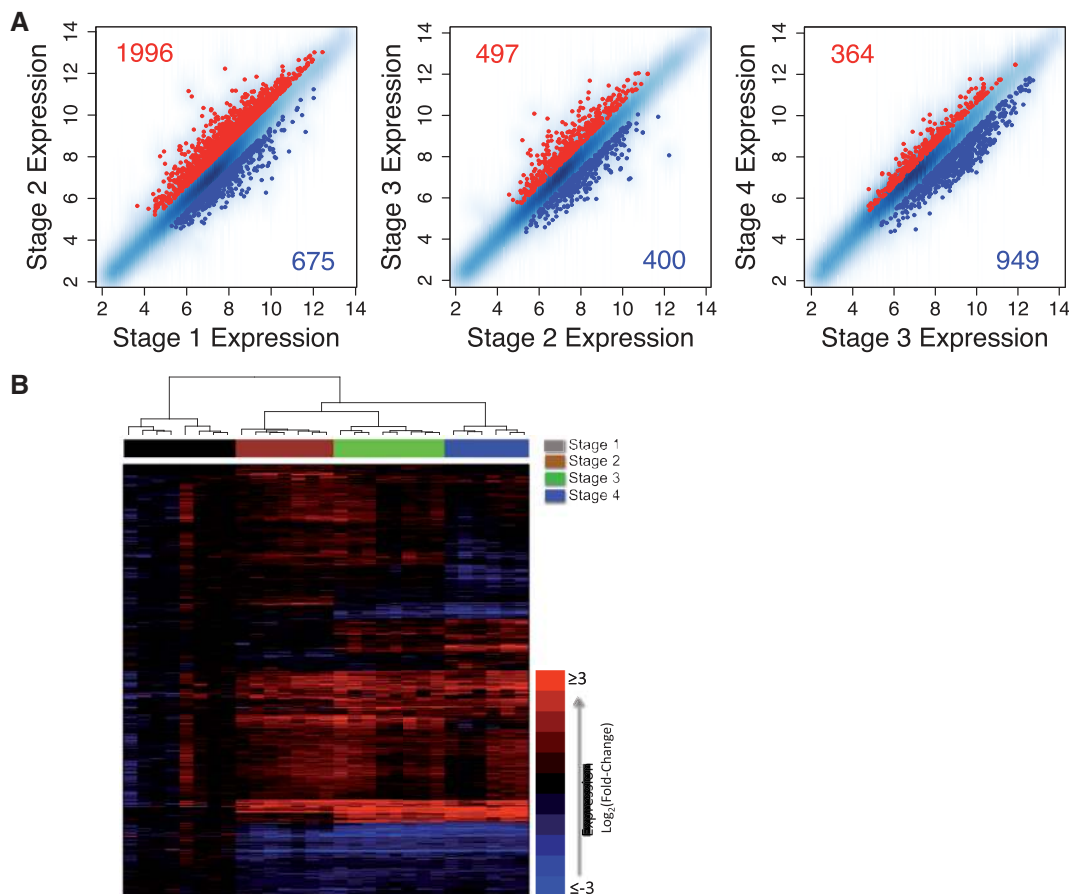 A
1996
675
Stage 2 Expression
2 4 6 8 10 12 14
2 4 6 8 10 12 14
Stage 1 Expression
497
400
Stage 3 Expression
2 4 6 8 10 12 14
2 4 6 8 10 12 14
Stage 2 Expression
364
949
Stage 4 Expression
2 4 6 8 10 12 14
2 4 6 8 10 12 14
Stage 3 Expression
B
Stage 1
Stage 2
Stage 3
Stage 4
≥3
Expression
Log₂(Fold-Change)
≤-3